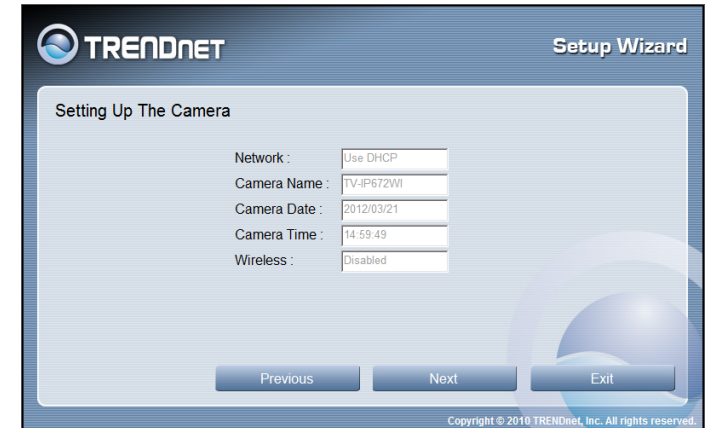 TRENDNET
Setup Wizard
Setting Up The Camera
Network : Use DHCP
Camera Name : TV-IP672WI
Camera Date : 2012/03/21
Camera Time : 14:59:49
Wireless : Disabled
Previous Next Exit
Copyright © 2010 TRENDnet, Inc. All rights reserved.